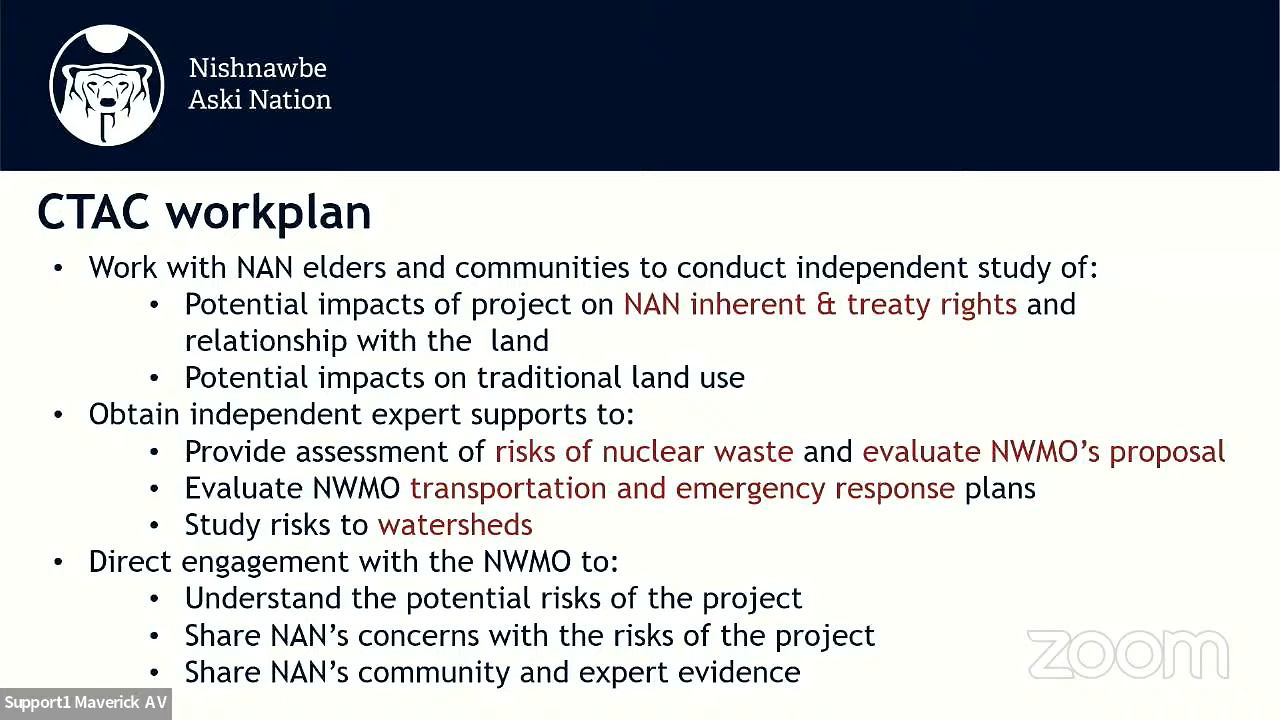 Nishnawbe
Aski Nation
CTAC workplan
• Work with NAN elders and communities to conduct independent study of:
• Potential impacts of project on NAN inherent & treaty rights and
relationship with the  land
• Potential impacts on traditional land use
• Obtain independent expert supports to:
• Provide assessment of risks of nuclear waste and evaluate NWMO’s proposal
• Evaluate NWMO transportation and emergency response plans
• Study risks to watersheds
• Direct engagement with the NWMO to:
• Understand the potential risks of the project
• Share NAN’s concerns with the risks of the project
• Share NAN’s community and expert evidence
zoom
Support1 Maverick AV